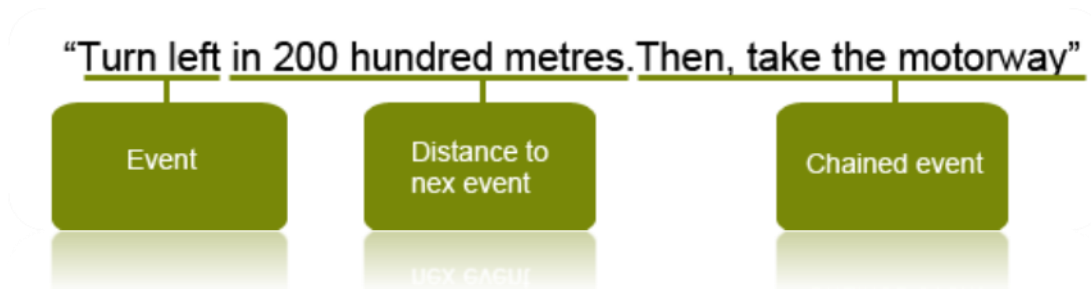 “Turn left in 200 hundred metres.Then, take the motorway”
Event
Distance to
nex event
Chained event